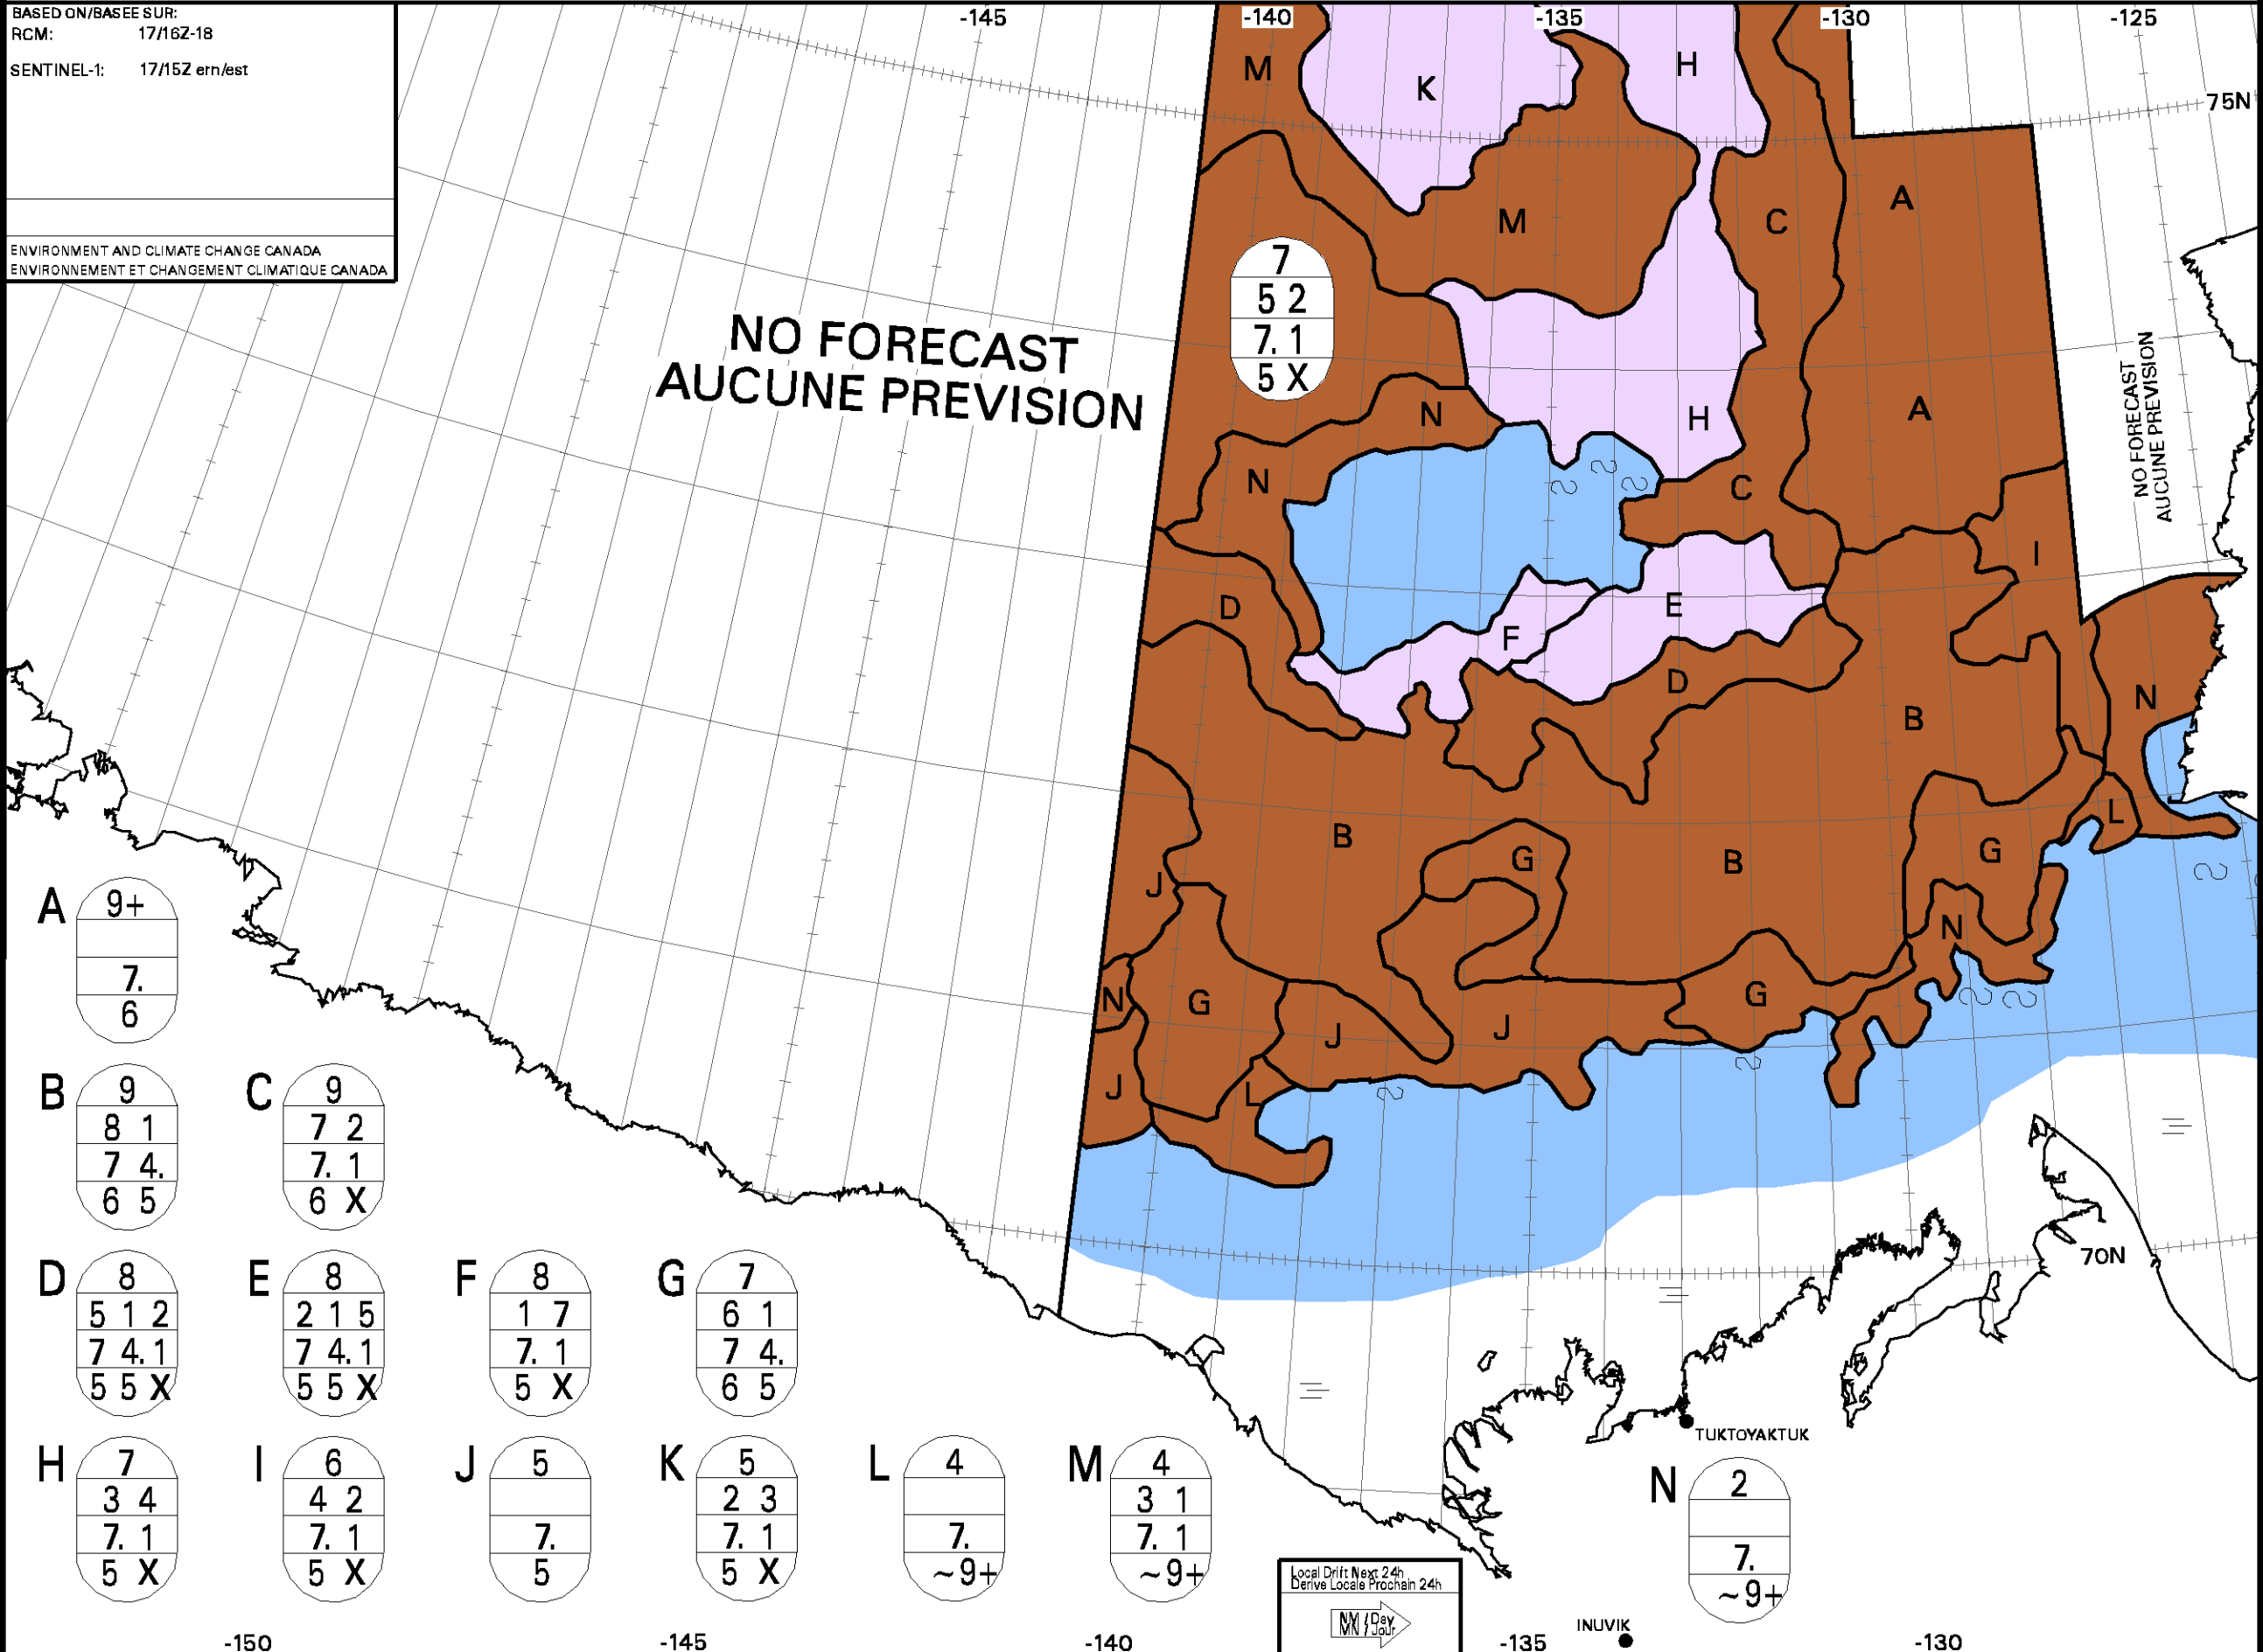 BASED ON/BASEE SUR:
RCM: 17/16Z-18
SENTINEL-1: 17/15Z ern/est
ENVIRONMENT AND CLIMATE CHANGE CANADA
ENVIRONNEMENT ET CHANGEMENT CLIMATIQUE CANADA
-145 -140 -135 -130 -125
75N
M
K
H
A
C
M
7
5 2
7. 1
5 X
NO FORECAST
AUCUNE PREVISION
NO FORECAST
AUCUNE PREVISION
N
H
A
N
C
I
D
E
F
D
N
B
B
G
B
G
L
J
N
N
G
J
J
G
J
L
A
9+
7.
6
B
9
8 1
7 4.
6 5
C
9
7 2
7. 1
6 X
D
8
5 1 2
7 4. 1
5 5 X
E
8
2 1 5
7 4. 1
5 5 X
F
8
1 7
7. 1
5 X
G
7
6 1
7 4.
6 5
H
7
3 4
7. 1
5 X
I
6
4 2
7. 1
5 X
J
5
7.
5
K
5
2 3
7. 1
5 X
L
4
7.
~9+
M
4
3 1
7. 1
~9+
N
2
7.
~9+
70N
TUKTOYAKTUK
INUVIK
Local Drift Next 24h
Derive Locale Prochain 24h
NM / Day
MN / Jour
-150 -145 -140 -135 -130